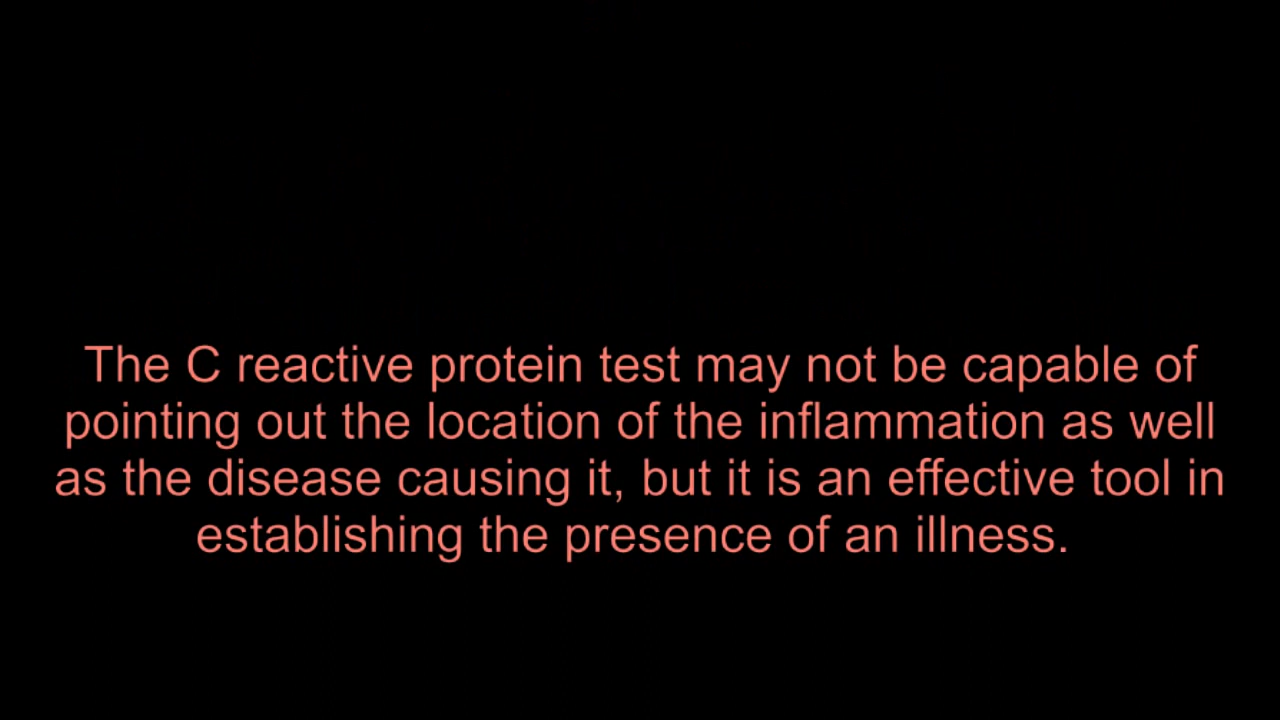 The C reactive protein test may not be capable of
pointing out the location of the inflammation as well
as the disease causing it, but it is an effective tool in
establishing the presence of an illness.